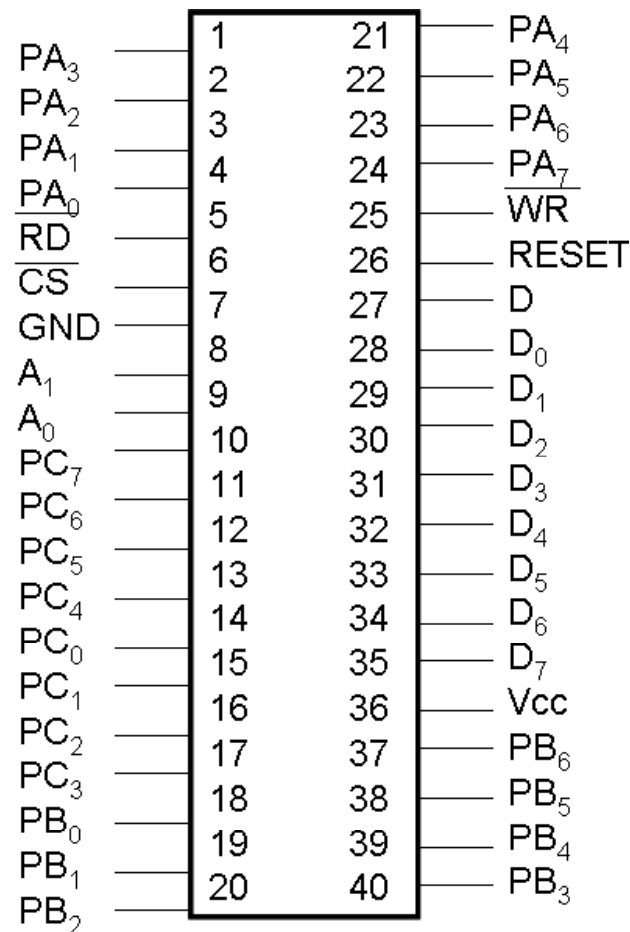 PA₃ 1 21 PA₄
PA₂ 2 22 PA₅
PA₁ 3 23 PA₆
PA₀ 4 24 PA₇
R̅D̅ 5 25 W̅R̅
C̅S̅ 6 26 RESET
GND 7 27 D
A₁ 8 28 D₀
A₀ 9 29 D₁
PC₇ 10 30 D₂
PC₆ 11 31 D₃
PC₅ 12 32 D₄
PC₄ 13 33 D₅
PC₀ 14 34 D₆
PC₁ 15 35 D₇
PC₂ 16 36 Vcc
PC₃ 17 37 PB₆
PB₀ 18 38 PB₅
PB₁ 19 39 PB₄
PB₂ 20 40 PB₃